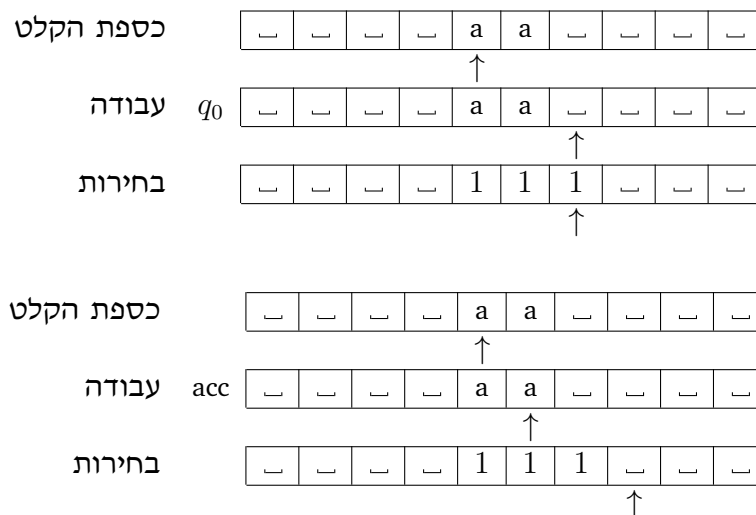 כספת הקלט ␣ ␣ ␣ ␣ a a ␣ ␣ ␣ ␣
↑
עבודה q₀ ␣ ␣ ␣ ␣ a a ␣ ␣ ␣ ␣
↑
בחירות ␣ ␣ ␣ ␣ 1 1 1 ␣ ␣ ␣
↑
כספת הקלט ␣ ␣ ␣ ␣ a a ␣ ␣ ␣ ␣
↑
עבודה acc ␣ ␣ ␣ ␣ a a ␣ ␣ ␣ ␣
↑
בחירות ␣ ␣ ␣ ␣ 1 1 1 ␣ ␣ ␣
↑